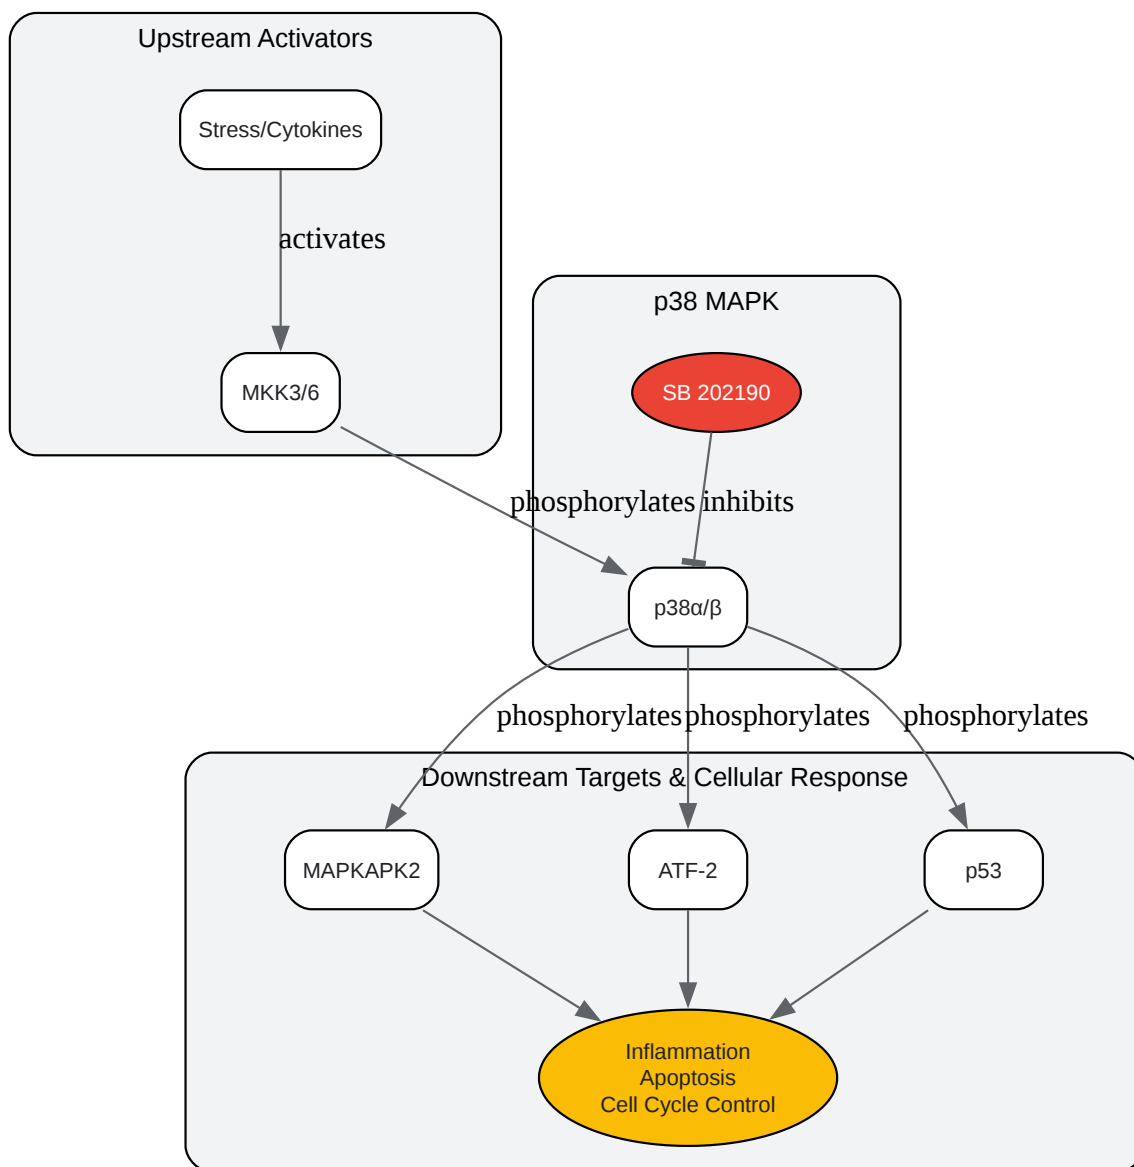 Upstream Activators
Stress/Cytokines
activates
p38 MAPK
MKK3/6
SB 202190
phosphorylates
inhibits
p38α/β
phosphorylates
phosphorylates
phosphorylates
Downstream Targets & Cellular Response
MAPKAPK2
ATF-2
p53
Inflammation
Apoptosis
Cell Cycle Control